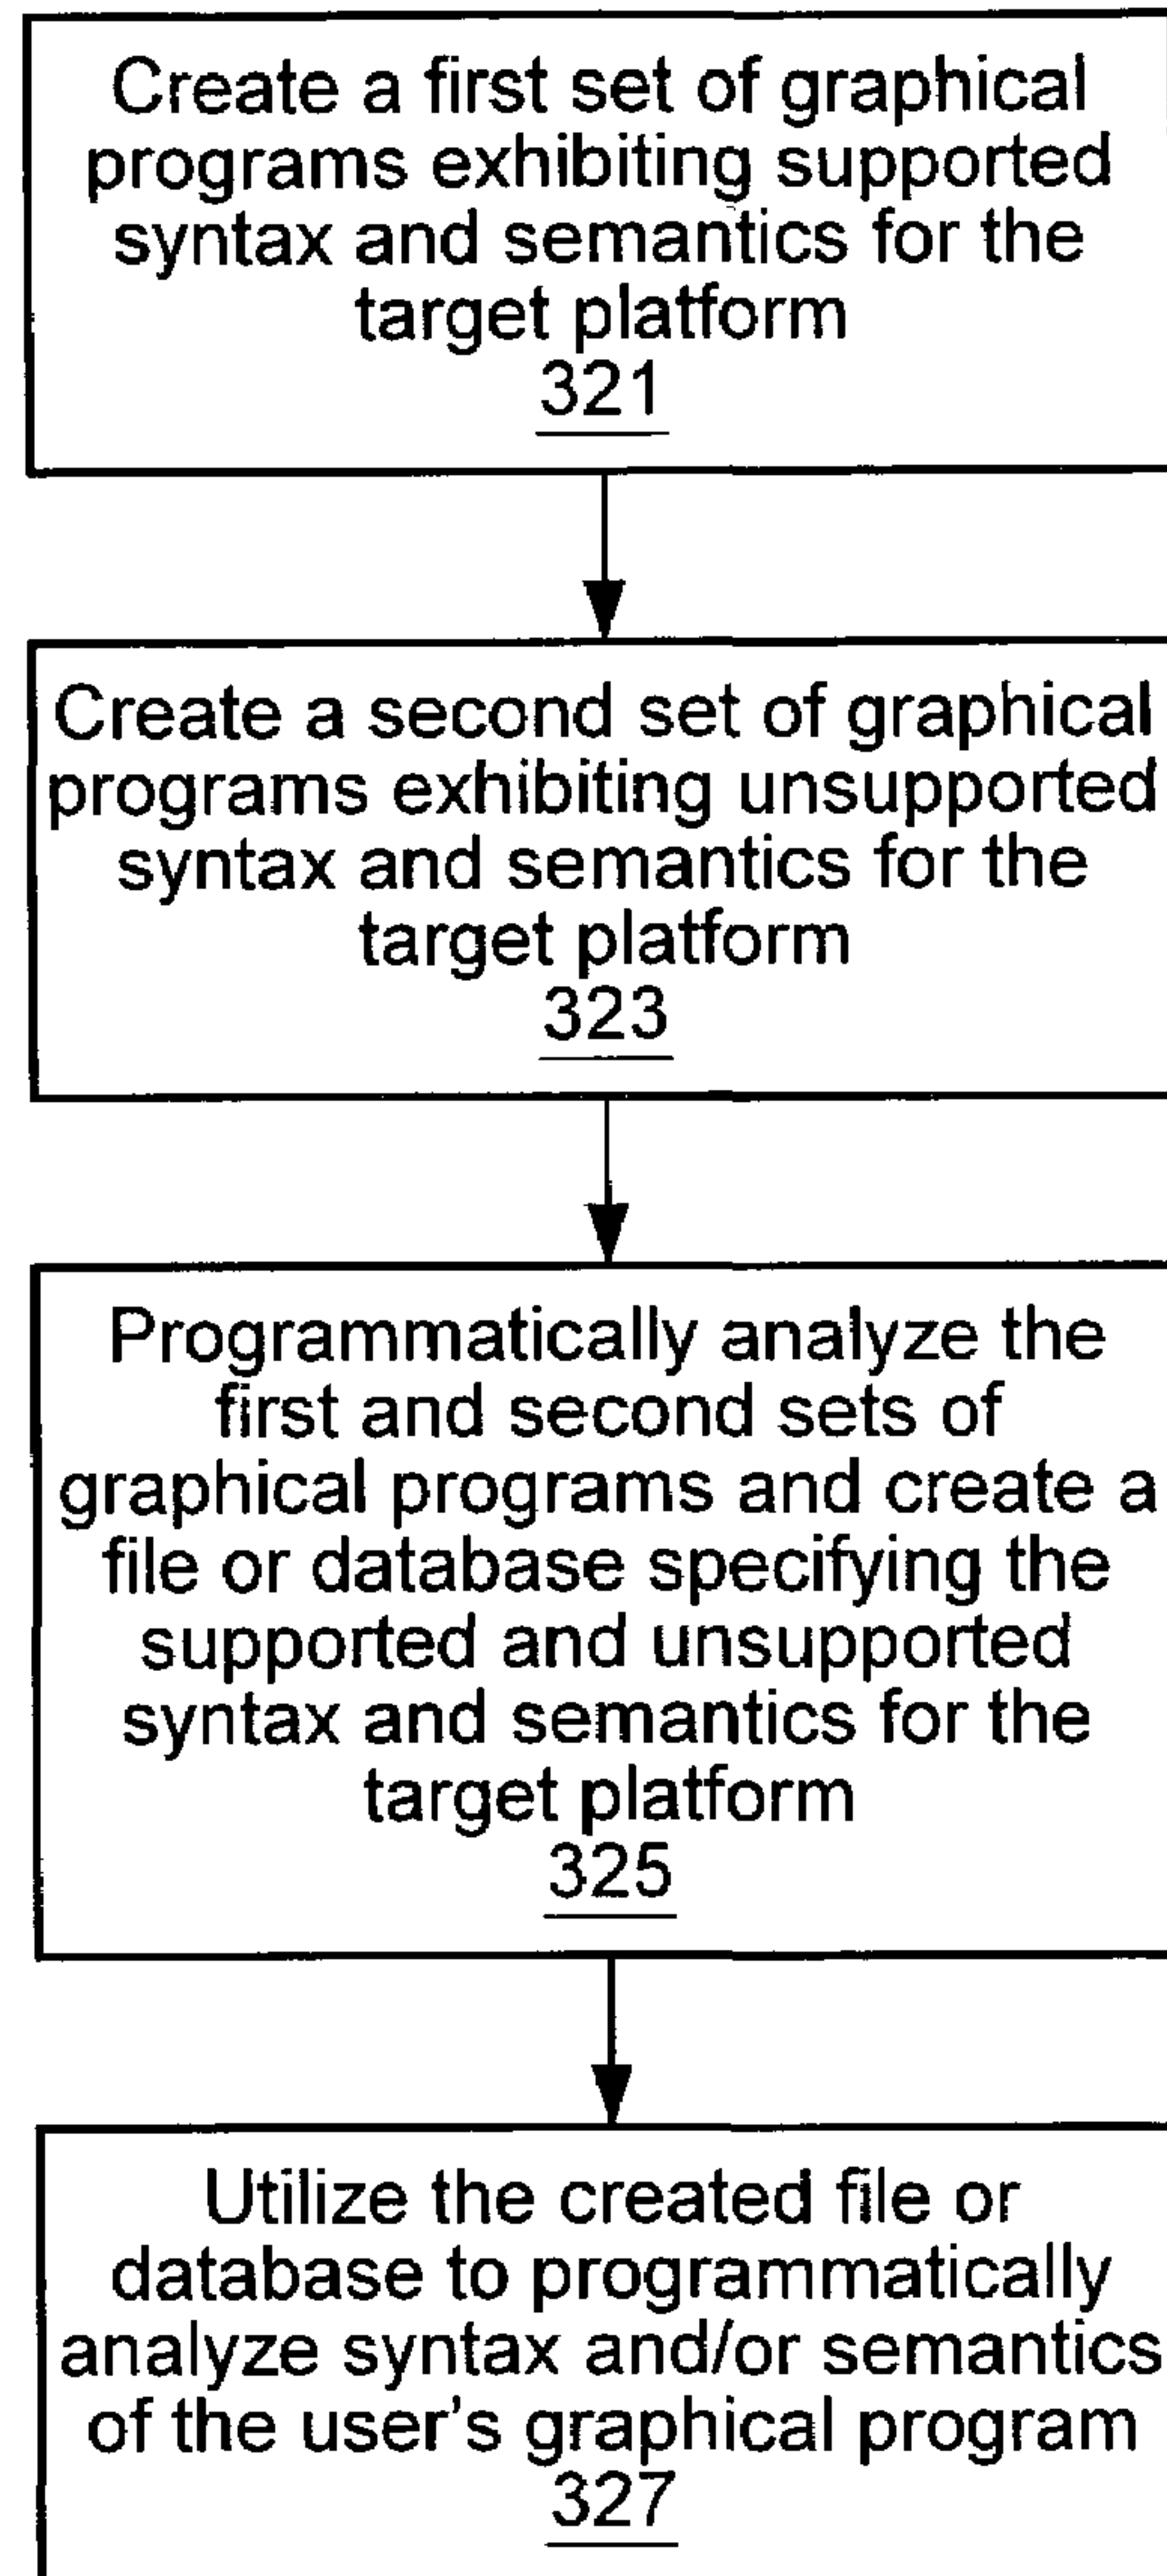 Create a first set of graphical
programs exhibiting supported
syntax and semantics for the
target platform
321
Create a second set of graphical
programs exhibiting unsupported
syntax and semantics for the
target platform
323
Programmatically analyze the
first and second sets of
graphical programs and create a
file or database specifying the
supported and unsupported
syntax and semantics for the
target platform
325
Utilize the created file or
database to programmatically
analyze syntax and/or semantics
of the user's graphical program
327